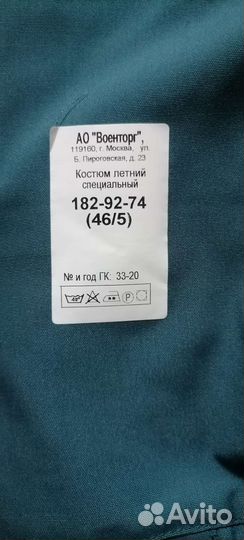 АО "Военторг",
119160, г. Москва, ул.
Б. Пироговская, д. 23
Костюм летний
специальный
182-92-74
(46/5)
№ и год ГК: 33-20
P
Avito